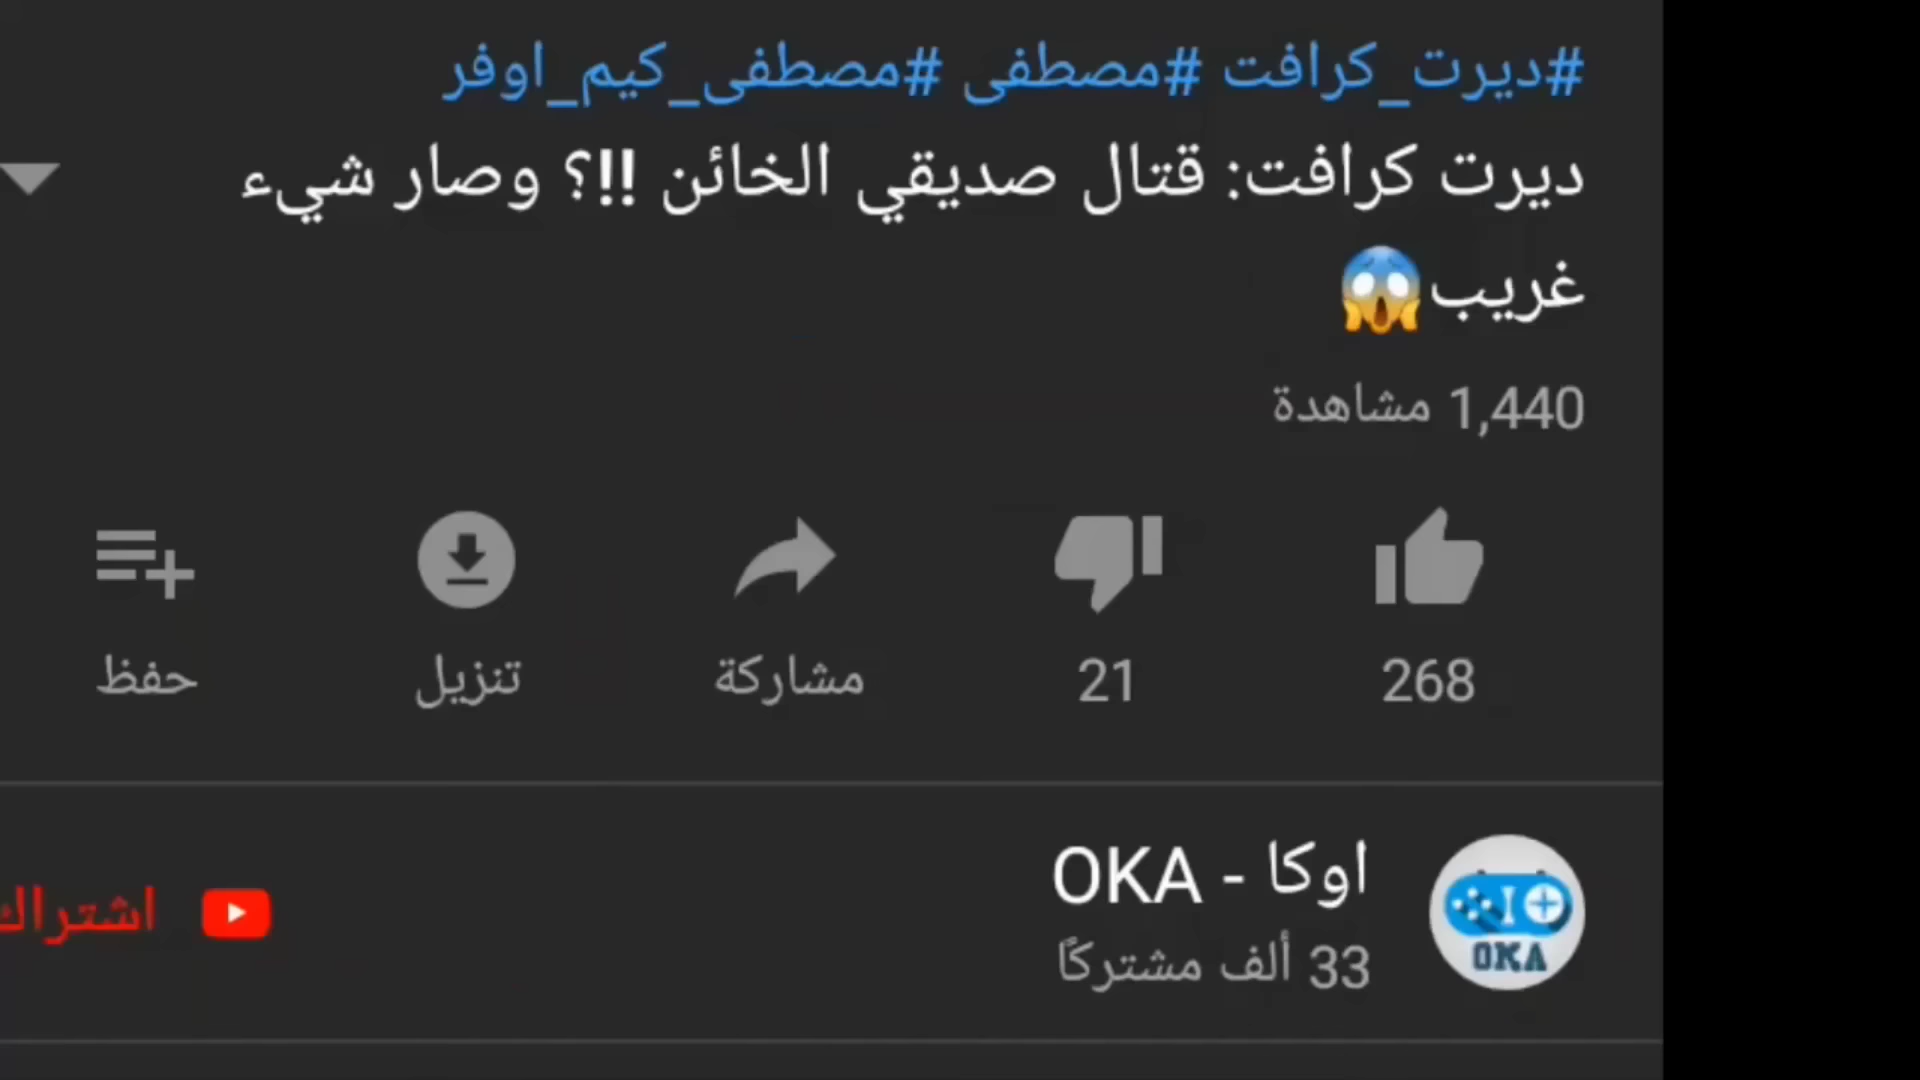 #ديرت_كرافت #مصطفى #مصطفى_كيم_اوفر
ديرت كرافت: قتال صديقي الخائن !!؟ وصار شيء
غريب😱
1,440 مشاهدة
268
21
مشاركة
تنزيل
حفظ
اوكا - OKA
33 ألف مشتركًا
OKA
اشتراك